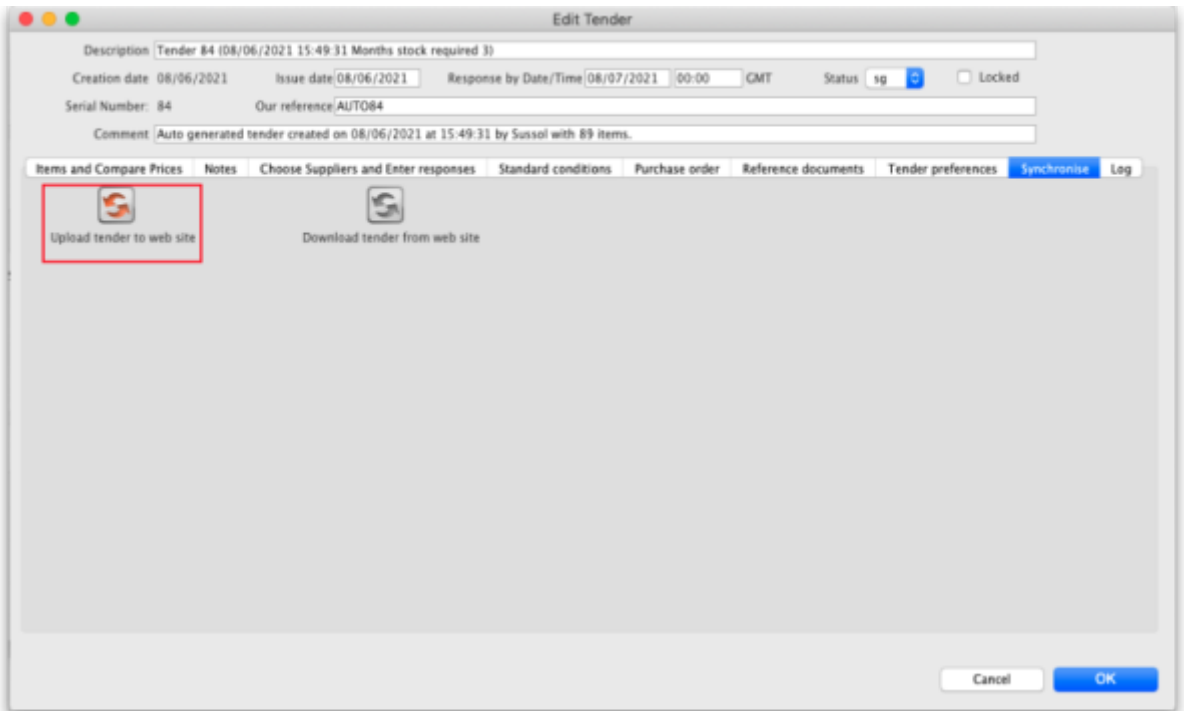 Edit Tender
Description Tender 84 (08/06/2021 15:49:31 Months stock required 3)
Creation date 08/06/2021 Issue date 08/06/2021 Response by Date/Time 08/07/2021 00:00 GMT Status sg Locked
Serial Number: 84 Our reference AUTO84
Comment Auto generated tender created on 08/06/2021 at 15:49:31 by Sussol with 89 items.
Items and Compare Prices Notes Choose Suppliers and Enter responses Standard conditions Purchase order Reference documents Tender preferences Synchronise Log
Upload tender to web site Download tender from web site
Cancel OK